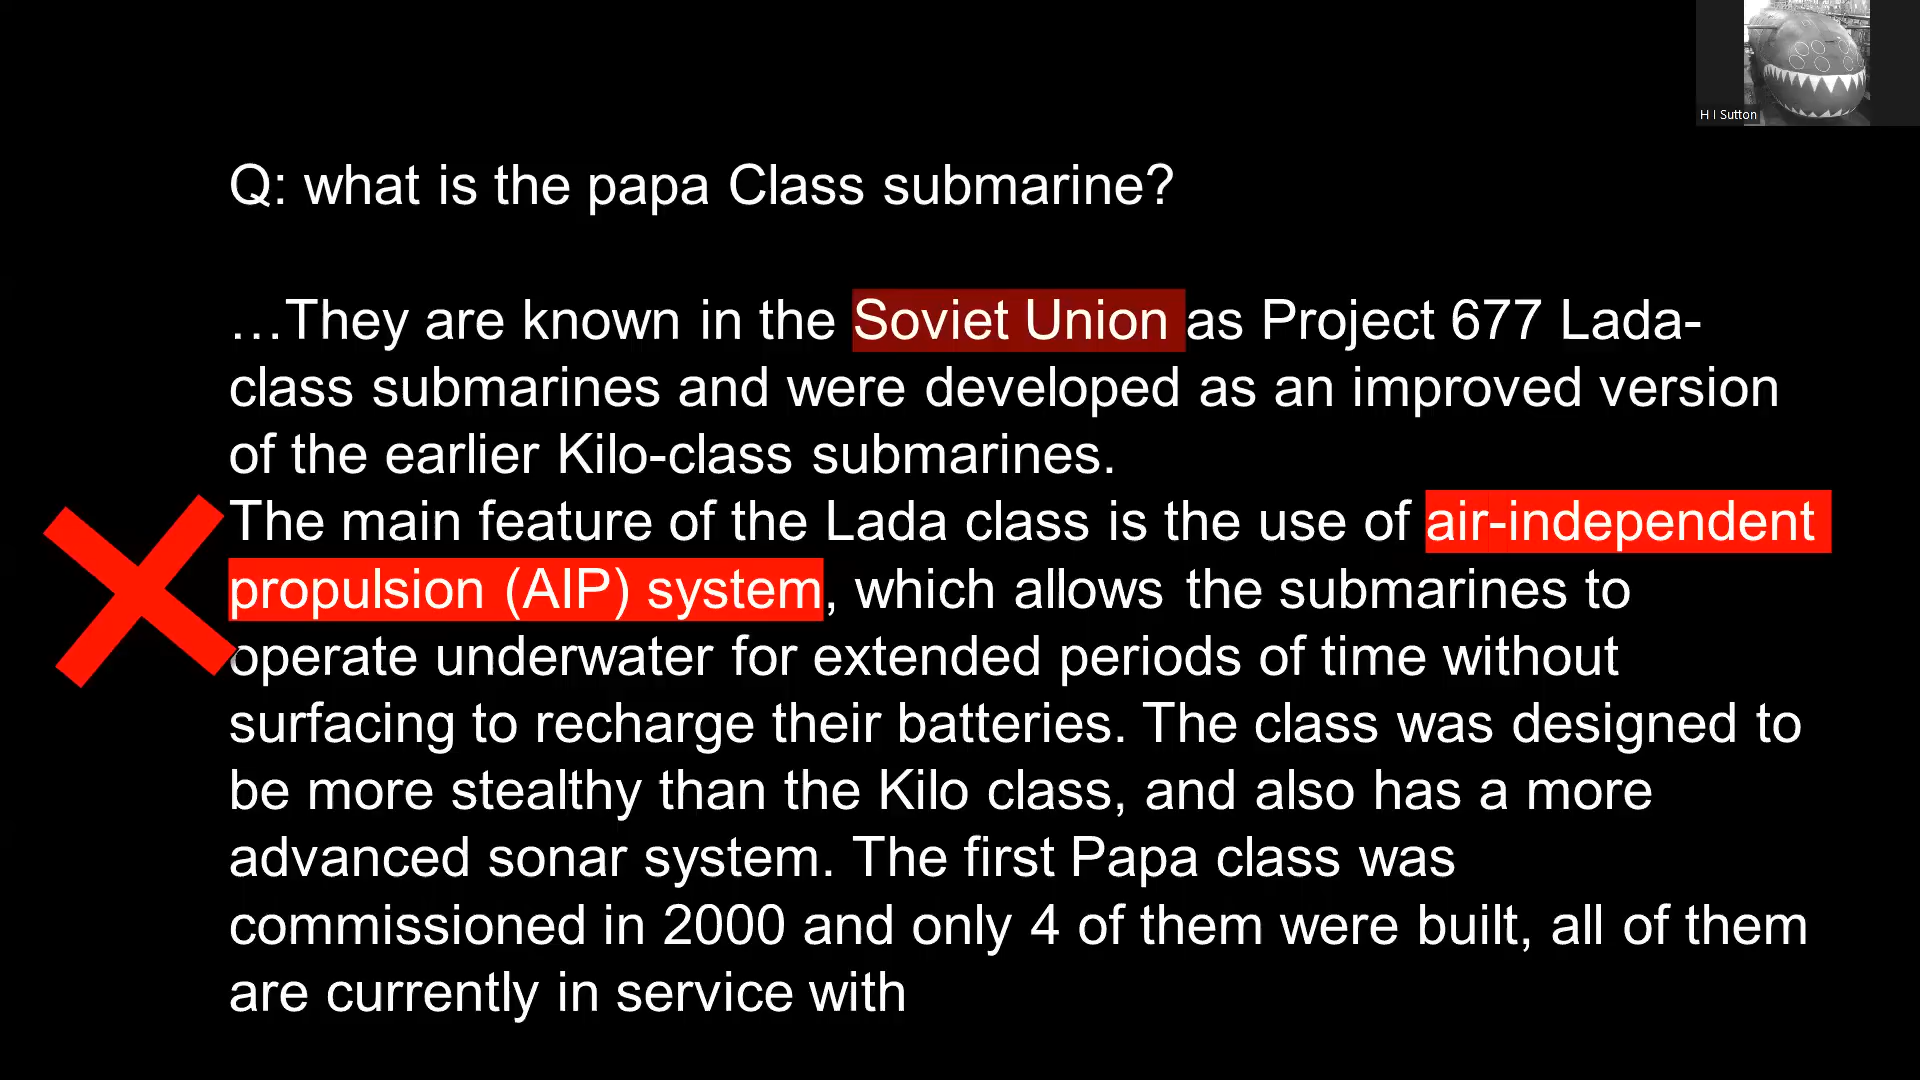 H I Sutton
Q: what is the papa Class submarine?
…They are known in the Soviet Union as Project 677 Lada-
class submarines and were developed as an improved version
of the earlier Kilo-class submarines.
The main feature of the Lada class is the use of air-independent
propulsion (AIP) system, which allows the submarines to
operate underwater for extended periods of time without
surfacing to recharge their batteries. The class was designed to
be more stealthy than the Kilo class, and also has a more
advanced sonar system. The first Papa class was
commissioned in 2000 and only 4 of them were built, all of them
are currently in service with